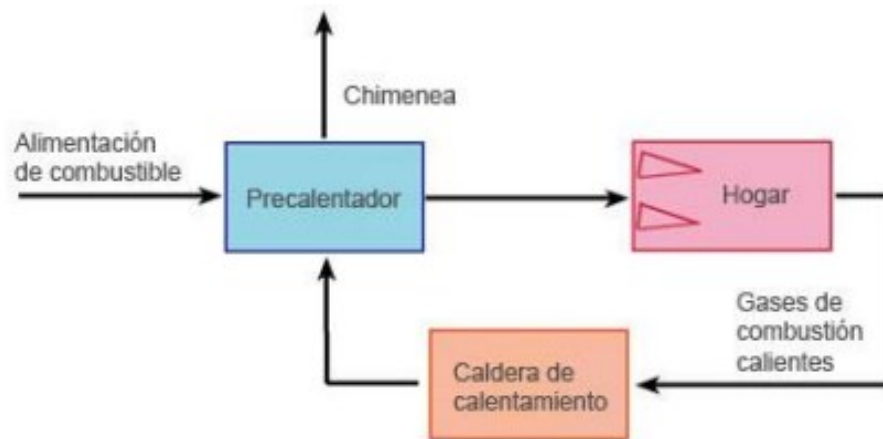 Chimenea
Alimentación
de combustible
Precalentador
Hogar
Gases de
combustión
calientes
Caldera de
calentamiento